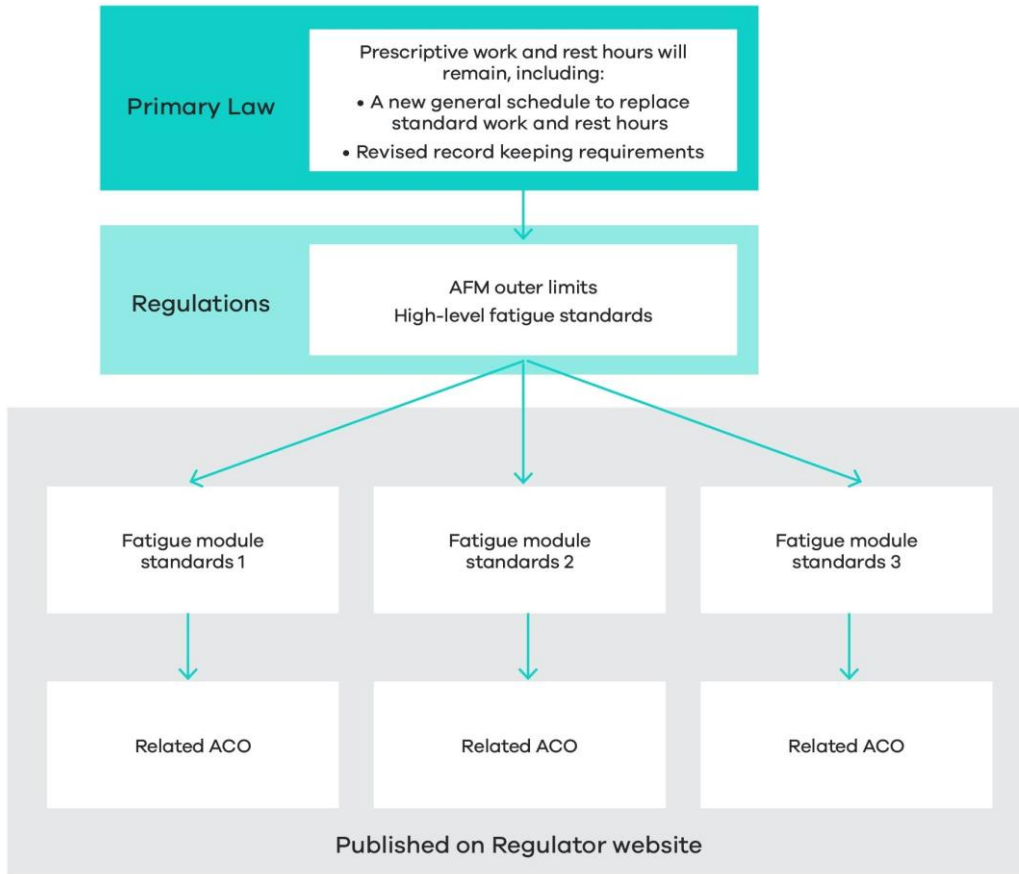 Primary Law
Prescriptive work and rest hours will
remain, including:
• A new general schedule to replace
standard work and rest hours
• Revised record keeping requirements
Regulations
AFM outer limits
High-level fatigue standards
Fatigue module
standards 1
Fatigue module
standards 2
Fatigue module
standards 3
Related ACO
Related ACO
Related ACO
Published on Regulator website